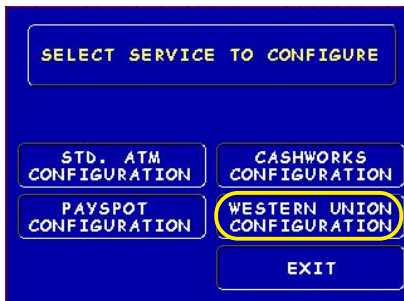 SELECT SERVICE TO CONFIGURE
STD. ATM
CONFIGURATION
CASHWORKS
CONFIGURATION
PAYSPOT
CONFIGURATION
WESTERN UNION
CONFIGURATION
EXIT